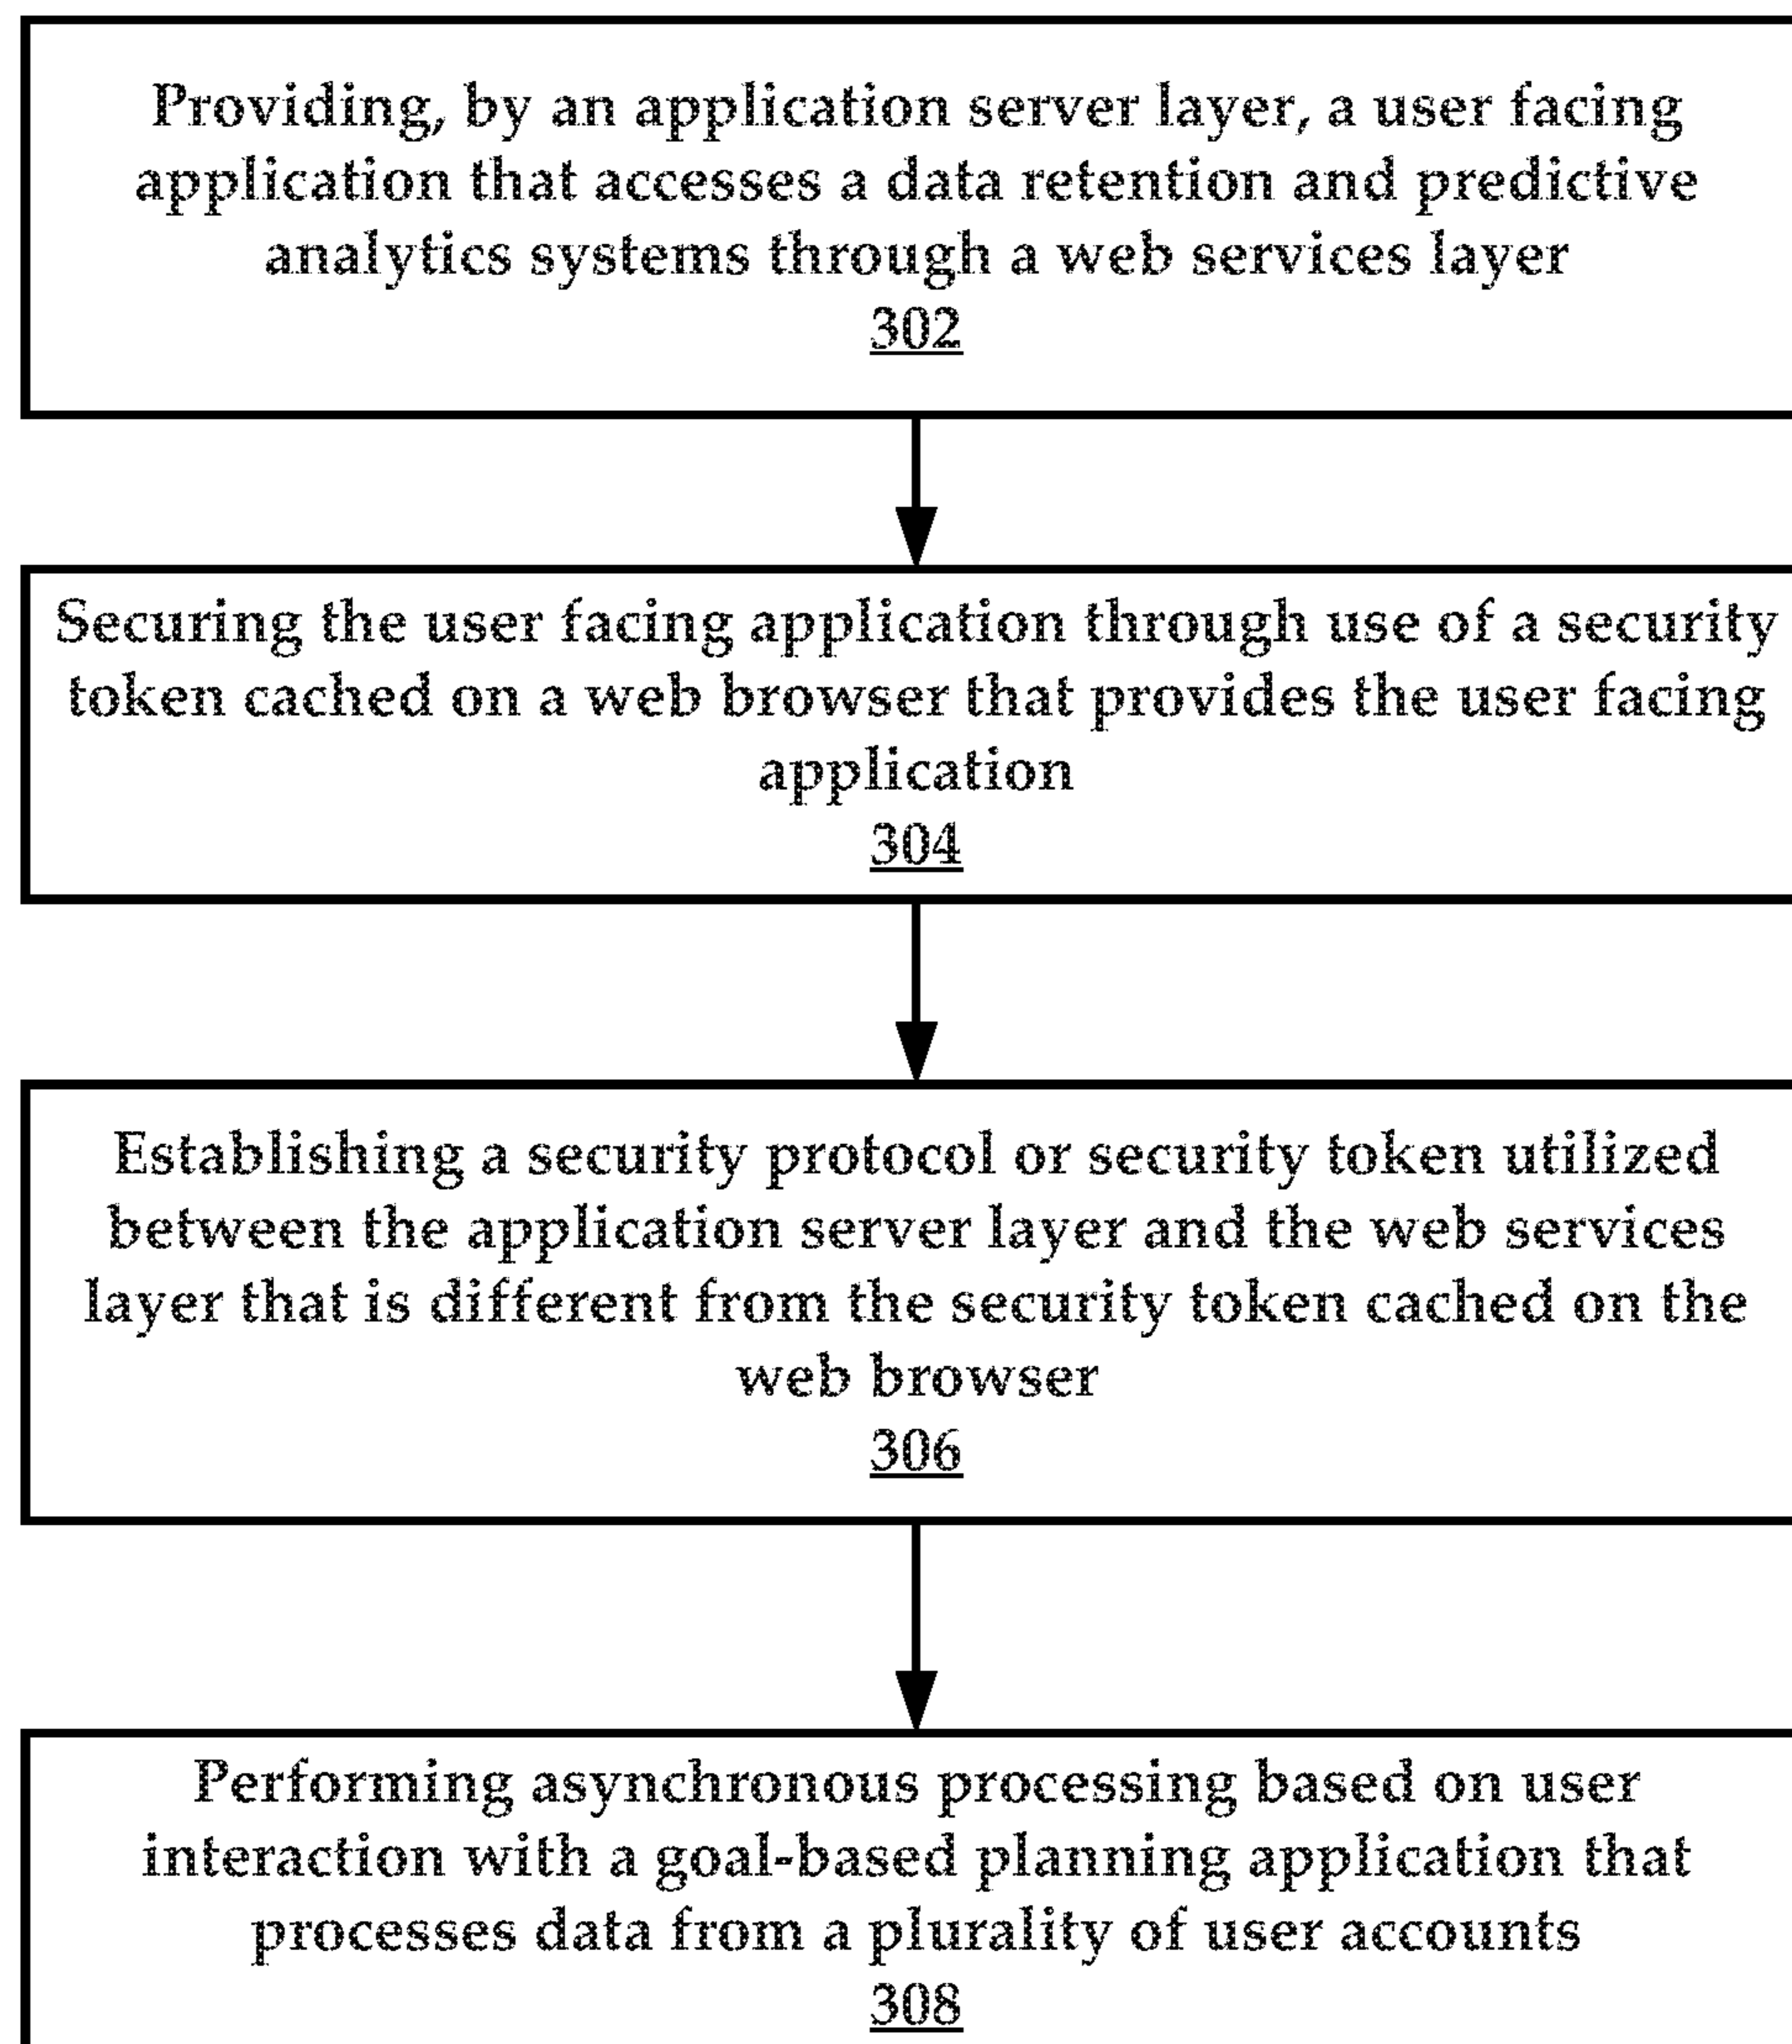 Providing, by an application server layer, a user facing
application that accesses a data retention and predictive
analytics systems through a web services layer
302
Securing the user facing application through use of a security
token cached on a web browser that provides the user facing
application
304
Establishing a security protocol or security token utilized
between the application server layer and the web services
layer that is different from the security token cached on the
web browser
306
Performing asynchronous processing based on user
interaction with a goal-based planning application that
processes data from a plurality of user accounts
308